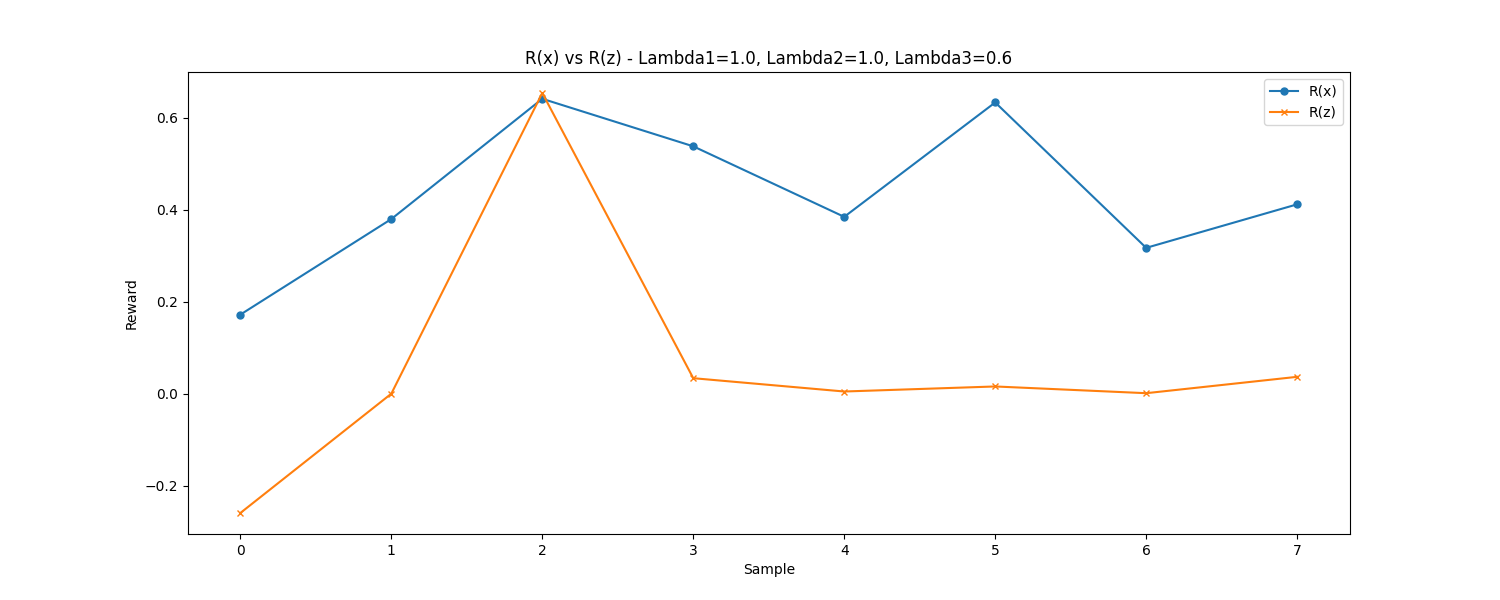 R(x) vs R(z) - Lambda1=1.0, Lambda2=1.0, Lambda3=0.6
R(x)
R(z)
Reward
0.6
0.4
0.2
0.0
−0.2
0 1 2 3 4 5 6 7
Sample